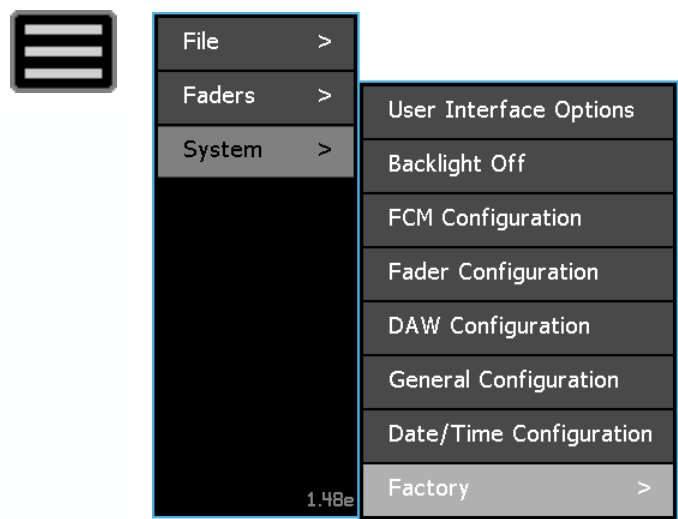 File >
Faders >
System >
1.48e
User Interface Options
Backlight Off
FCM Configuration
Fader Configuration
DAW Configuration
General Configuration
Date/Time Configuration
Factory >